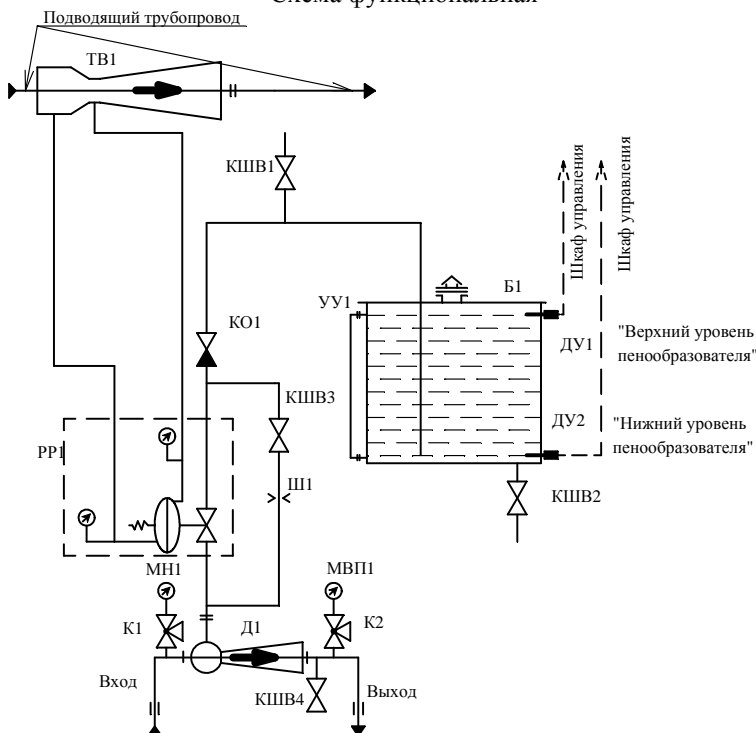 Схема функциональная
Подводящий трубопровод
ТВ1
КШВ1
Шкаф управления
Шкаф управления
Б1
УУ1
КО1
ДУ1
"Верхний уровень
пенообразователя"
КШВ3
ДУ2
"Нижний уровень
пенообразователя"
РР1
Ш1
КШВ2
МН1
МВП1
К1
Д1
К2
Вход
КШВ4
Выход